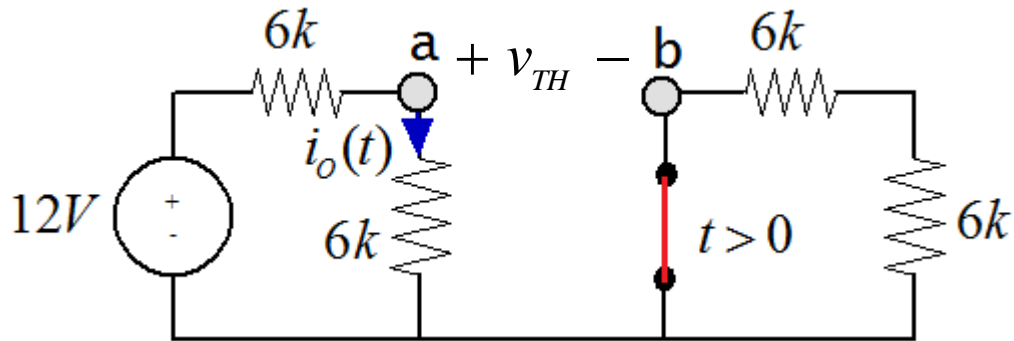 6k a + v_TH − b 6k
i_o(t)
12V + - 6k t > 0 6k